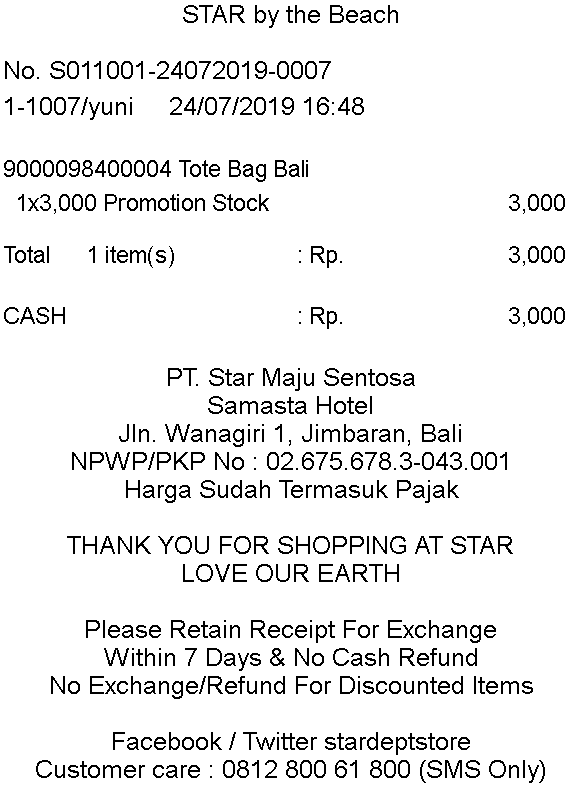 STAR by the Beach
No. S011001-24072019-0007
1-1007/yuni 24/07/2019 16:48
9000098400004 Tote Bag Bali
1x3,000 Promotion Stock 3,000
Total 1 item(s) : Rp. 3,000
CASH : Rp. 3,000
PT. Star Maju Sentosa
Samasta Hotel
Jln. Wanagiri 1, Jimbaran, Bali
NPWP/PKP No : 02.675.678.3-043.001
Harga Sudah Termasuk Pajak
THANK YOU FOR SHOPPING AT STAR
LOVE OUR EARTH
Please Retain Receipt For Exchange
Within 7 Days & No Cash Refund
No Exchange/Refund For Discounted Items
Facebook / Twitter stardeptstore
Customer care : 0812 800 61 800 (SMS Only)